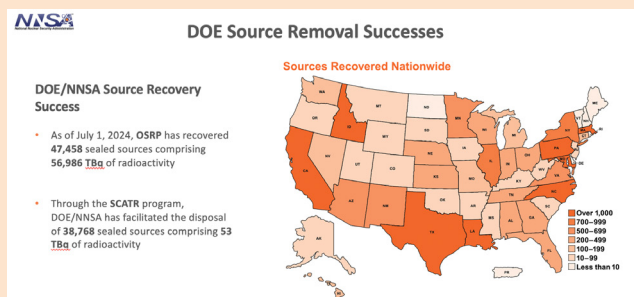 NNSA
National Nuclear Security Administration
DOE Source Removal Successes
Sources Recovered Nationwide
DOE/NNSA Source Recovery
Success
• As of July 1, 2024, OSRP has recovered
47,458 sealed sources comprising
56,986 TBq of radioactivity
• Through the SCATR program,
DOE/NNSA has facilitated the disposal
of 38,768 sealed sources comprising 53
TBq of radioactivity
WA
MT
ND
MN
ME
OR
ID
SD
WI
MI
NY
WY
IA
NE
PA
NV
UT
CO
IL
IN
OH
WV
VA
DE
CA
KS
MO
KY
NC
TN
AZ
NM
OK
AR
SC
MS
AL
GA
TX
LA
FL
AK
HI
PR
Over 1,000
700–999
500–699
200–499
100–199
10–99
Less than 10